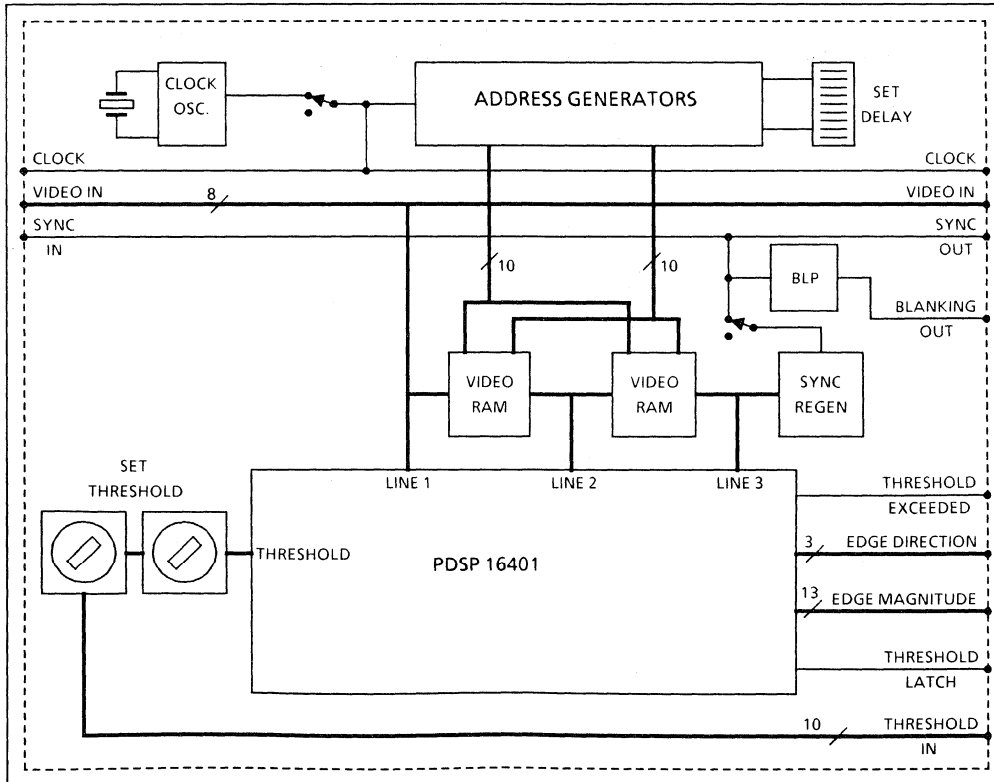 CLOCK
OSC.
ADDRESS GENERATORS
SET
DELAY
CLOCK
CLOCK
VIDEO IN
8
VIDEO IN
SYNC
IN
SYNC
OUT
10
10
BLP
BLANKING
OUT
VIDEO
RAM
VIDEO
RAM
SYNC
REGEN
SET
THRESHOLD
LINE 1
LINE 2
LINE 3
THRESHOLD
EXCEEDED
THRESHOLD
PDSP 16401
3
EDGE DIRECTION
13
EDGE MAGNITUDE
THRESHOLD
LATCH
10
THRESHOLD
IN